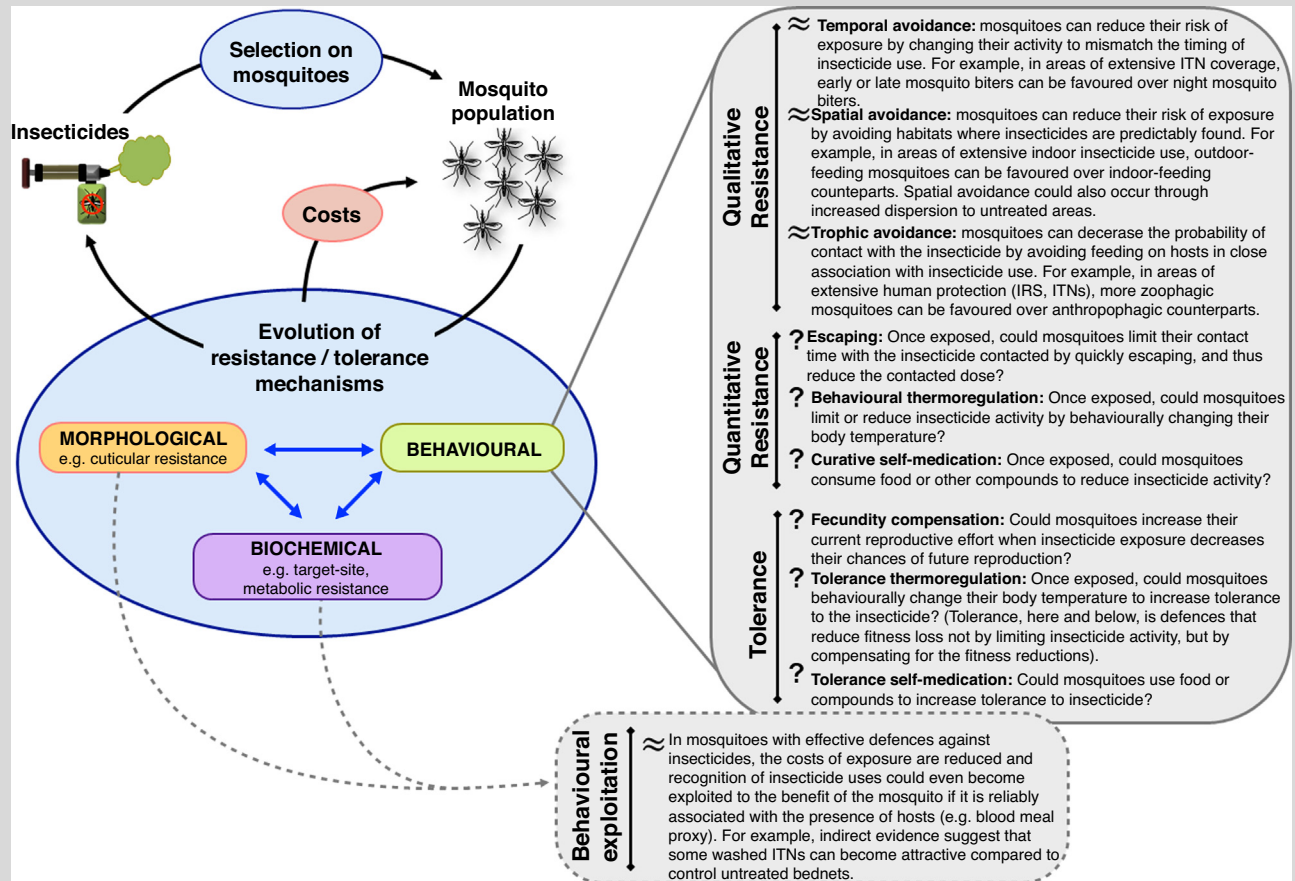 Selection on
mosquitoes
Insecticides
Mosquito
population
Costs
Evolution of
resistance / tolerance
mechanisms
MORPHOLOGICAL
e.g. cuticular resistance
BEHAVIOURAL
BIOCHEMICAL
e.g. target-site,
metabolic resistance
Qualitative
Resistance
≈ Temporal avoidance: mosquitoes can reduce their risk of
exposure by changing their activity to mismatch the timing of
insecticide use. For example, in areas of extensive ITN coverage,
early or late mosquito biters can be favoured over night mosquito
biters.
≈ Spatial avoidance: mosquitoes can reduce their risk of exposure
by avoiding habitats where insecticides are predictably found. For
example, in areas of extensive indoor insecticide use, outdoor-
feeding mosquitoes can be favoured over indoor-feeding
counteparts. Spatial avoidance could also occur through
increased dispersion to untreated areas.
≈ Trophic avoidance: mosquitoes can decerase the probability of
contact with the insecticide by avoiding feeding on hosts in close
association with insecticide use. For example, in areas of
extensive human protection (IRS, ITNs), more zoophagic
mosquitoes can be favoured over anthropophagic counterparts.
Quantitative
Resistance
? Escaping: Once exposed, could mosquitoes limit their contact
time with the insecticide contacted by quickly escaping, and thus
reduce the contacted dose?
? Behavioural thermoregulation: Once exposed, could mosquitoes
limit or reduce insecticide activity by behaviourally changing their
body temperature?
? Curative self-medication: Once exposed, could mosquitoes
consume food or other compounds to reduce insecticide activity?
Tolerance
? Fecundity compensation: Could mosquitoes increase their
current reproductive effort when insecticide exposure decreases
their chances of future reproduction?
? Tolerance thermoregulation: Once exposed, could mosquitoes
behaviourally change their body temperature to increase tolerance
to the insecticide? (Tolerance, here and below, is defences that
reduce fitness loss not by limiting insecticide activity, but by
compensating for the fitness reductions).
? Tolerance self-medication: Could mosquitoes use food or
compounds to increase tolerance to insecticide?
Behavioural
exploitation
≈ In mosquitoes with effective defences against
insecticides, the costs of exposure are reduced and
recognition of insecticide uses could even become
exploited to the benefit of the mosquito if it is reliably
associated with the presence of hosts (e.g. blood meal
proxy). For example, indirect evidence suggest that
some washed ITNs can become attractive compared to
control untreated bednets.